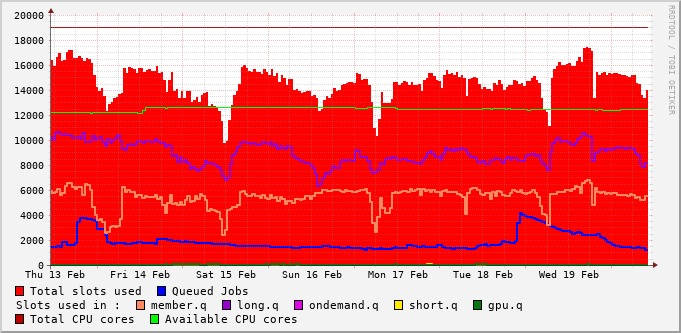 20000
18000
16000
14000
12000
10000
8000
6000
4000
2000
0
Thu 13 Feb Fri 14 Feb Sat 15 Feb Sun 16 Feb Mon 17 Feb Tue 18 Feb Wed 19 Feb
Total slots used Queued Jobs
Slots used in : member.q long.q ondemand.q short.q gpu.q
Total CPU cores Available CPU cores
RRDTOOL / TOBI OETIKER